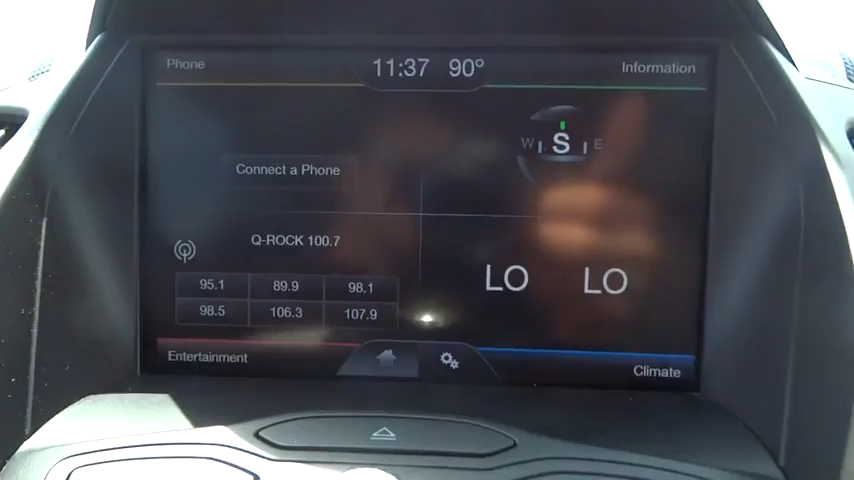 Phone
11:37 90°
Information
W S E
Connect a Phone
Q-ROCK 100.7
95.1 89.9 98.1
98.5 106.3 107.9
LO LO
Entertainment
Climate